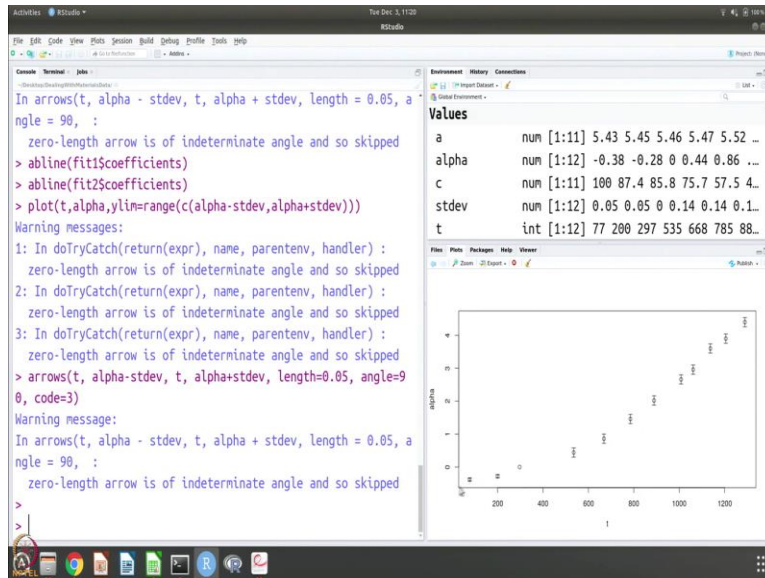 Activities RStudio Tue Dec 3, 11:20 100%
RStudio
File Edit Code View Plots Session Build Debug Profile Tools Help
Go to file/function Addins
Project: (None)
Console Terminal Jobs
~/Desktop/DealingWithMaterialsData/
In arrows(t, alpha - stdev, t, alpha + stdev, length = 0.05, a
ngle = 90, :
zero-length arrow is of indeterminate angle and so skipped
> abline(fit1$coefficients)
> abline(fit2$coefficients)
> plot(t,alpha,ylim=range(c(alpha-stdev,alpha+stdev)))
Warning messages:
1: In doTryCatch(return(expr), name, parentenv, handler) :
zero-length arrow is of indeterminate angle and so skipped
2: In doTryCatch(return(expr), name, parentenv, handler) :
zero-length arrow is of indeterminate angle and so skipped
3: In doTryCatch(return(expr), name, parentenv, handler) :
zero-length arrow is of indeterminate angle and so skipped
> arrows(t, alpha-stdev, t, alpha+stdev, length=0.05, angle=9
0, code=3)
Warning message:
In arrows(t, alpha - stdev, t, alpha + stdev, length = 0.05, a
ngle = 90, :
zero-length arrow is of indeterminate angle and so skipped
>
>
Environment History Connections
Import Dataset List
Global Environment
Values
a num [1:11] 5.43 5.45 5.46 5.47 5.52 …
alpha num [1:12] -0.38 -0.28 0 0.44 0.86 ...
c num [1:11] 100 87.4 85.8 75.7 57.5 4…
stdev num [1:12] 0.05 0.05 0 0.14 0.14 0.1…
t int [1:12] 77 200 297 535 668 785 88…
Files Plots Packages Help Viewer
Zoom Export Publish
alpha
4
3
2
1
0
200 400 600 800 1000 1200
t
NPTEL